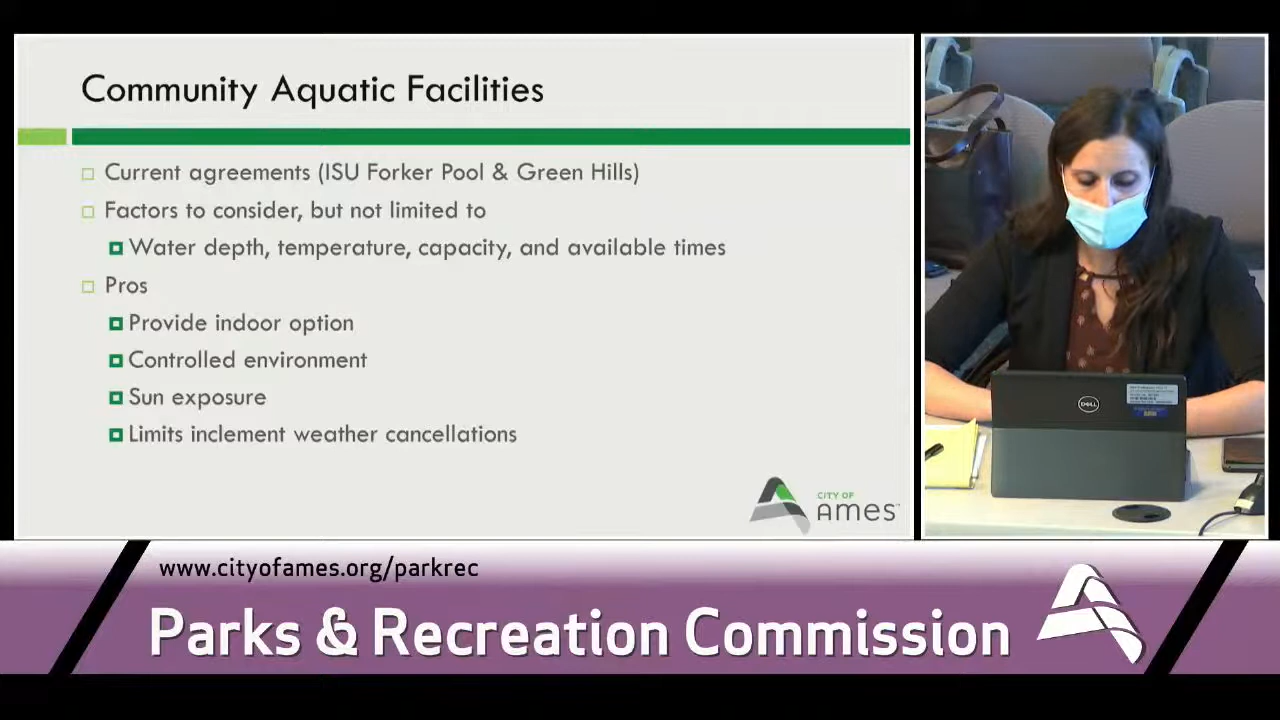 Community Aquatic Facilities
Current agreements (ISU Forker Pool & Green Hills)
Factors to consider, but not limited to
Water depth, temperature, capacity, and available times
Pros
Provide indoor option
Controlled environment
Sun exposure
Limits inclement weather cancellations
CITY OF
Ames™
DELL
www.cityofames.org/parkrec
Parks & Recreation Commission